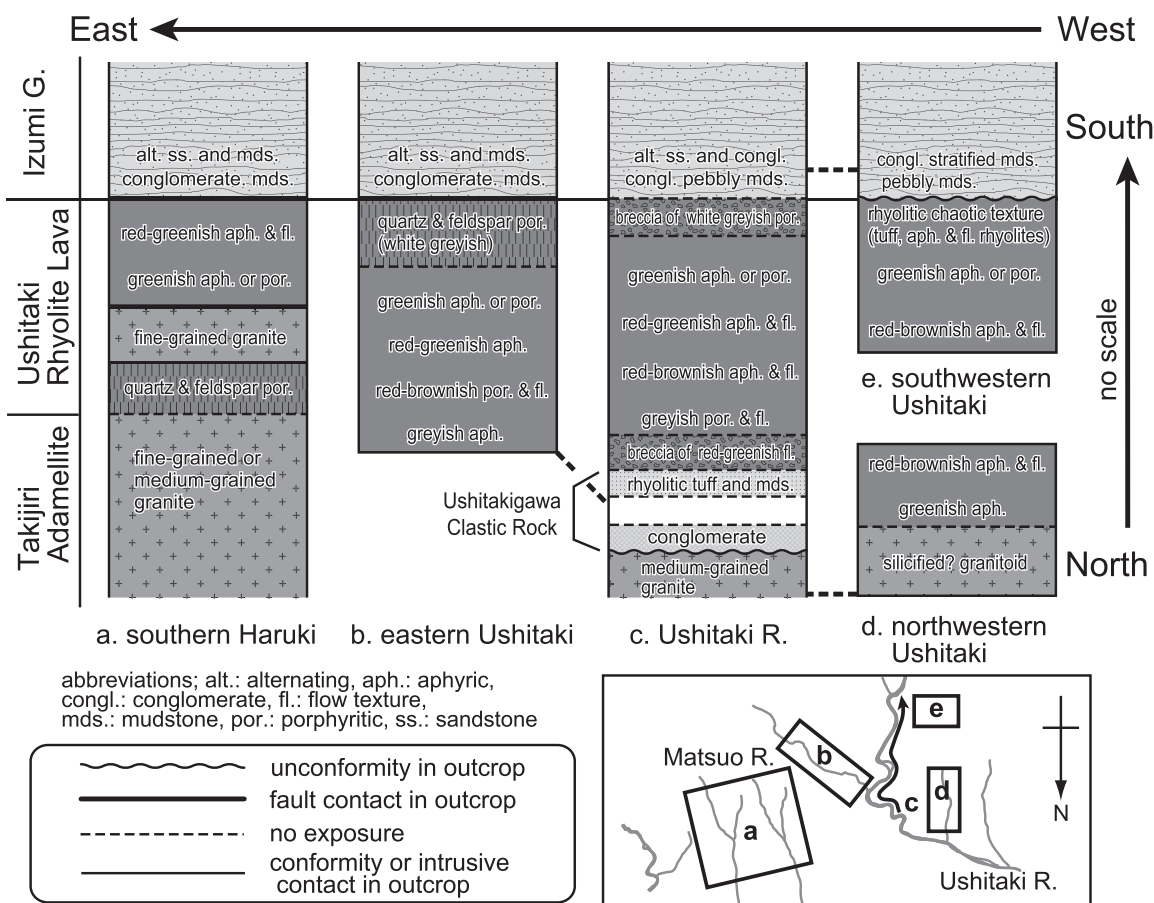 East
West
Izumi G.
Ushitaki
Rhyolite Lava
Takijiri
Adamellite
alt. ss. and mds.
conglomerate. mds.
red-greenish aph. & fl.
greenish aph. or por.
fine-grained granite
quartz & feldspar por.
fine-grained or
medium-grained
granite
a. southern Haruki
alt. ss. and mds.
conglomerate. mds.
quartz & feldspar por.
(white greyish)
greenish aph. or por.
red-greenish aph.
red-brownish por. & fl.
greyish aph.
b. eastern Ushitaki
Ushitakigawa
Clastic Rock
alt. ss. and congl.
congl. pebbly mds.
breccia of white greyish por.
greenish aph. or por.
red-greenish aph. & fl.
red-brownish aph. & fl.
greyish por. & fl.
breccia of red-greenish fl.
rhyolitic tuff and mds.
conglomerate
medium-grained
granite
c. Ushitaki R.
congl. stratified mds.
pebbly mds.
rhyolitic chaotic texture
(tuff, aph. & fl. rhyolites)
greenish aph. or por.
red-brownish aph. & fl.
e. southwestern
Ushitaki
red-brownish aph. & fl.
greenish aph.
silicified? granitoid
d. northwestern
Ushitaki
South
no scale
North
abbreviations; alt.: alternating, aph.: aphyric,
congl.: conglomerate, fl.: flow texture,
mds.: mudstone, por.: porphyritic, ss.: sandstone
unconformity in outcrop
fault contact in outcrop
no exposure
conformity or intrusive
contact in outcrop
Matsuo R.
a
b
c
d
e
N
Ushitaki R.